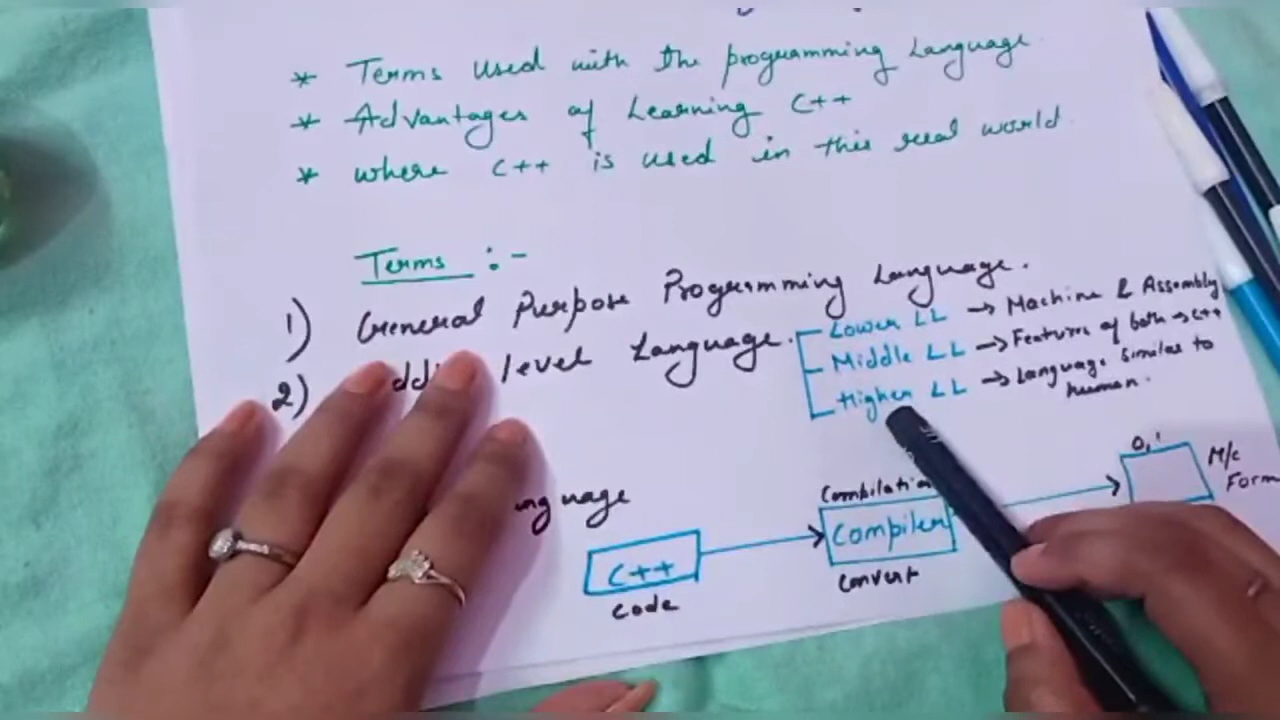 * Terms used with the programming Language
* Advantages of Learning C++
* where C++ is used in this real world
Terms :-
1) General Purpose Programming Language.
2) level Language.
Lower LL → Machine & Assembly
Middle LL → Features of both → C++
Higher LL → Language similar to
human.
C++
Code
Combilation
Compiler
Convert
0,1
M/c
Form